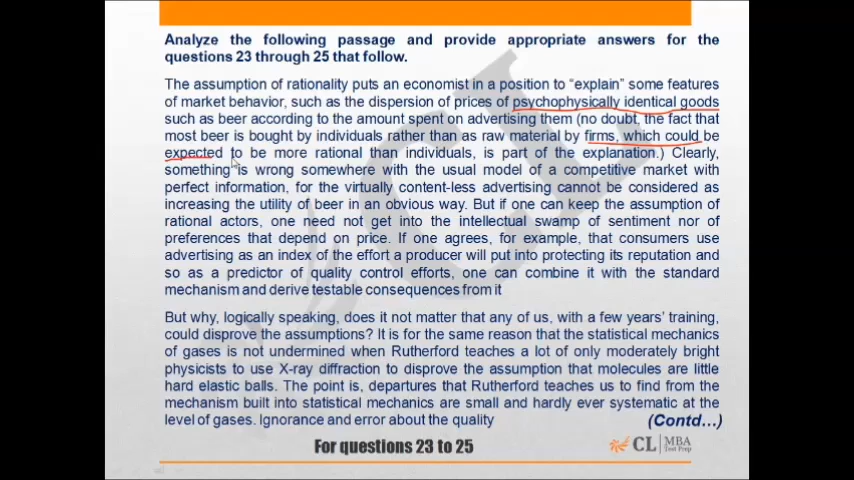 Analyze the following passage and provide appropriate answers for the
questions 23 through 25 that follow.
The assumption of rationality puts an economist in a position to “explain” some features
of market behavior, such as the dispersion of prices of psychophysically identical goods
such as beer according to the amount spent on advertising them (no doubt, the fact that
most beer is bought by individuals rather than as raw material by firms, which could be
expected to be more rational than individuals, is part of the explanation.) Clearly,
something is wrong somewhere with the usual model of a competitive market with
perfect information, for the virtually content-less advertising cannot be considered as
increasing the utility of beer in an obvious way. But if one can keep the assumption of
rational actors, one need not get into the intellectual swamp of sentiment nor of
preferences that depend on price. If one agrees, for example, that consumers use
advertising as an index of the effort a producer will put into protecting its reputation and
so as a predictor of quality control efforts, one can combine it with the standard
mechanism and derive testable consequences from it
But why, logically speaking, does it not matter that any of us, with a few years’ training,
could disprove the assumptions? It is for the same reason that the statistical mechanics
of gases is not undermined when Rutherford teaches a lot of only moderately bright
physicists to use X-ray diffraction to disprove the assumption that molecules are little
hard elastic balls. The point is, departures that Rutherford teaches us to find from the
mechanism built into statistical mechanics are small and hardly ever systematic at the
level of gases. Ignorance and error about the quality
(Contd…)
For questions 23 to 25
CL MBA
Test Prep